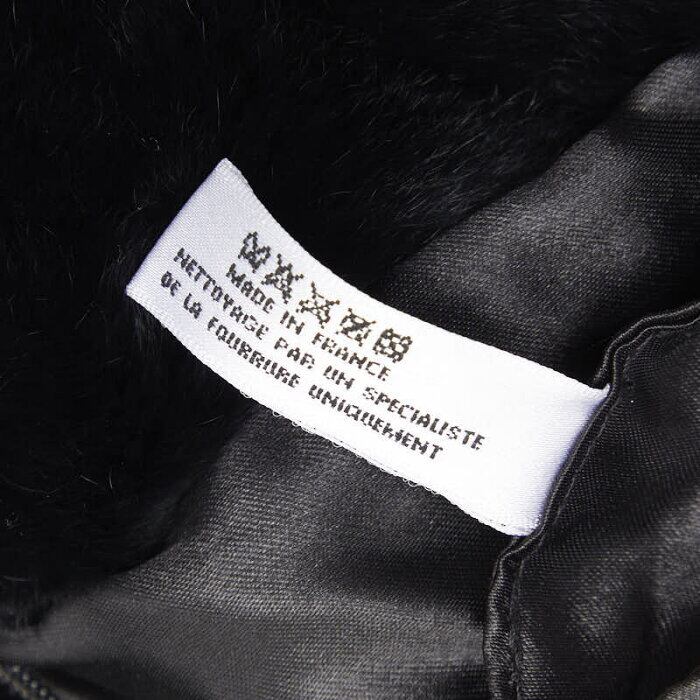 MADE IN FRANCE
NETTOYAGE PAR UN SPECIALISTE
DE LA FOURRURE UNIQUEMENT